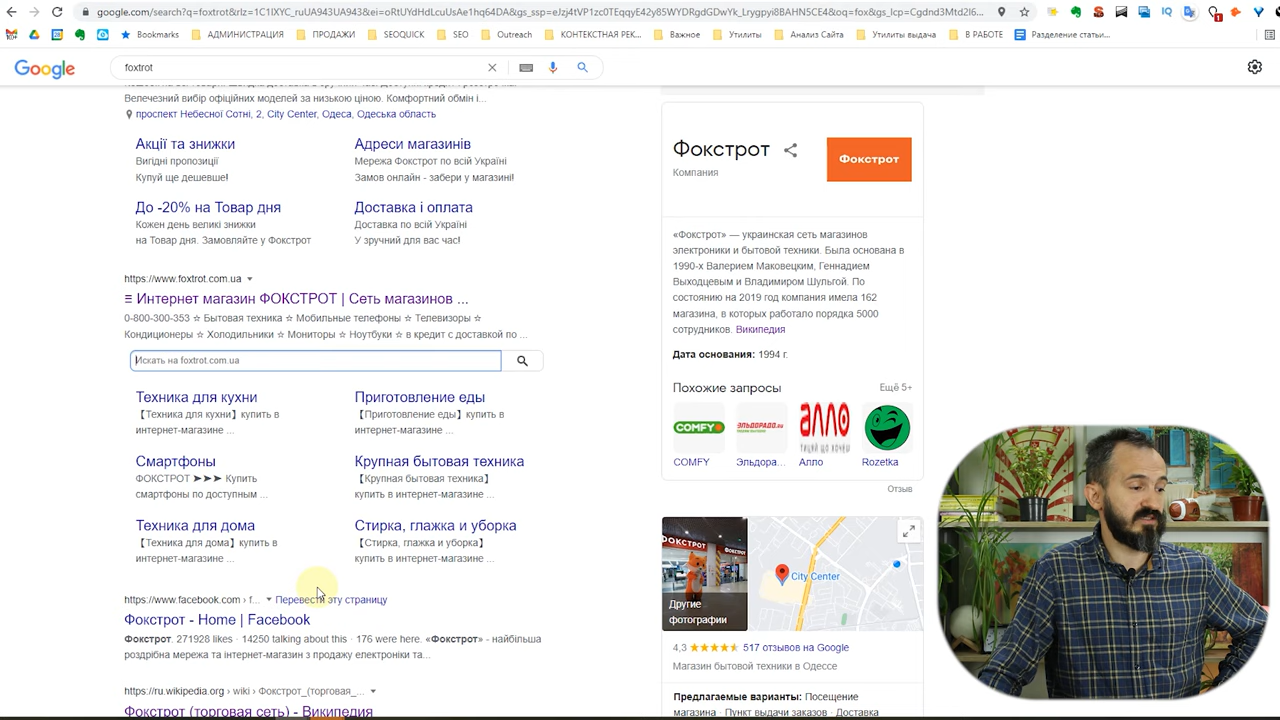 google.com/search?q=foxtrot&rlz=1C1IXYC_ruUA943UA943&ei=oRtUYdHdLcuUsAe1hq64DA&gs_ssp=eJzj4tVP1zc0TEqqyE42y85WYDRgdGDwYk_Lrygpyi8BAHN5CE4&oq=fox&gs_lcp=Cgdnd3Mtd2l6...
Bookmarks АДМИНИСТРАЦИЯ ПРОДАЖИ SEOQUICK SEO Outreach КОНТЕКСТНАЯ РЕК... Важное Утилиты Анализ Сайта Утилиты выдача В РАБОТЕ Разделение статьи...
Google
foxtrot
Велечезний вибір офіційних моделей за низькою ціною. Комфортний обмін і...
проспект Небесної Сотні, 2, City Center, Одеса, Одеська область
Акції та знижки
Вигідні пропозиції
Купуй ще дешевше!
Адреси магазинів
Мережа Фокстрот по всій Україні
Замов онлайн - забери у магазині!
До -20% на Товар дня
Кожен день великі знижки
на Товар дня. Замовляйте у Фокстрот
Доставка і оплата
Доставка по всій Україні
У зручний для вас час!
https://www.foxtrot.com.ua
≡ Интернет магазин ФОКСТРОТ | Сеть магазинов ...
0-800-300-353 ☆ Бытовая техника ☆ Мобильные телефоны ☆ Телевизоры ☆
Кондиционеры ☆ Холодильники ☆ Мониторы ☆ Ноутбуки ☆ в кредит с доставкой по ...
Искать на foxtrot.com.ua
Техника для кухни
【Техника для кухни】купить в
интернет-магазине ...
Приготовление еды
【Приготовление еды】купить в
интернет-магазине ...
Смартфоны
ФОКСТРОТ ➤➤➤ Купить
смартфоны по доступным ...
Крупная бытовая техника
【Крупная бытовая техника】
купить в интернет-магазине ...
Техника для дома
【Техника для дома】купить в
интернет-магазине ...
Стирка, глажка и уборка
【Стирка, глажка и уборка】
купить в интернет-магазине ...
https://www.facebook.com › f... Перевести эту страницу
Фокстрот - Home | Facebook
Фокстрот. 271928 likes · 14250 talking about this · 176 were here. «Фокстрот» - найбільша
роздрібна мережа та інтернет-магазин з продажу електроніки та...
https://ru.wikipedia.org › wiki › Фокстрот_(торговая_...
Фокстрот (торговая сеть) - Википедия
Фокстрот
Компания
Фокстрот
«Фокстрот» — украинская сеть магазинов
электроники и бытовой техники. Была основана в
1990-х Валерием Маковецким, Геннадием
Выходцевым и Владимиром Шульгой. По
состоянию на 2019 год компания имела 162
магазина, в которых работало порядка 5000
сотрудников. Википедия
Дата основания: 1994 г.
Похожие запросы Ещё 5+
COMFY
ЭЛЬДОРАДО.ru
АЛЛО
COMFY Эльдора... Алло Rozetka
Отзыв
ФОКСТРОТ
City Center
Другие
фотографии
4,3 517 отзывов на Google
Магазин бытовой техники в Одессе
Предлагаемые варианты: Посещение
магазина · Пункт выдачи заказов · Доставка